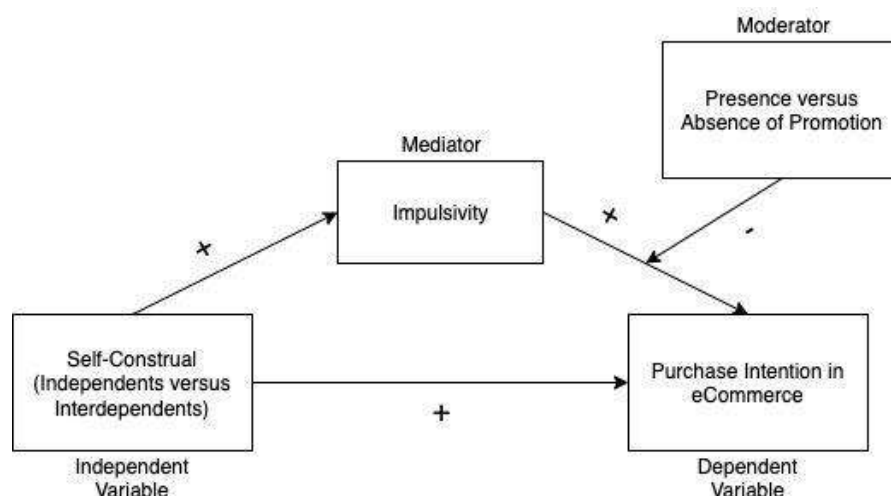 Moderator
Presence versus
Absence of Promotion
Mediator
Impulsivity
+
+
-
Self-Construal
(Independents versus
Interdependents)
+
Purchase Intention in
eCommerce
Independent
Variable
Dependent
Variable